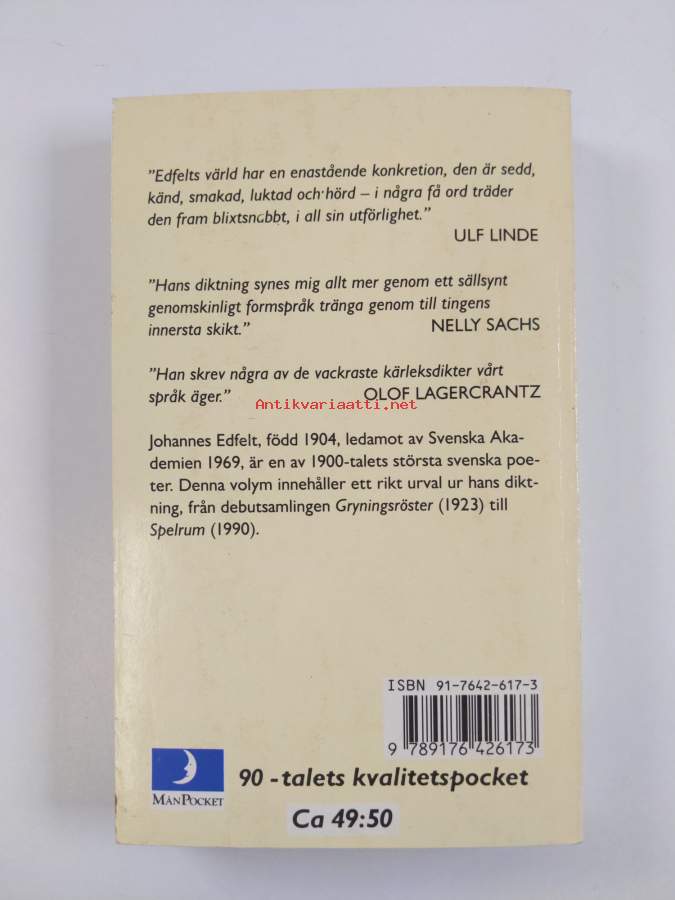 ”Edfelts värld har en enastående konkretion, den är sedd,
känd, smakad, luktad och hörd – i några få ord träder
den fram blixtsnabbt, i all sin utförlighet.”
ULF LINDE
”Hans diktning synes mig allt mer genom ett sällsynt
genomskinligt formspråk tränga genom till tingens
innersta skikt.” NELLY SACHS
”Han skrev några av de vackraste kärleksdikter vårt
språk äger.” OLOF LAGERCRANTZ
Antikvariaatti.net
Johannes Edfelt, född 1904, ledamot av Svenska Aka-
demien 1969, är en av 1900-talets största svenska poe-
ter. Denna volym innehåller ett rikt urval ur hans dikt-
ning, från debutsamlingen Gryningsröster (1923) till
Spelrum (1990).
ISBN 91-7642-617-3
9 789176 426173
MÅNPOCKET
90 - talets kvalitetspocket
Ca 49:50